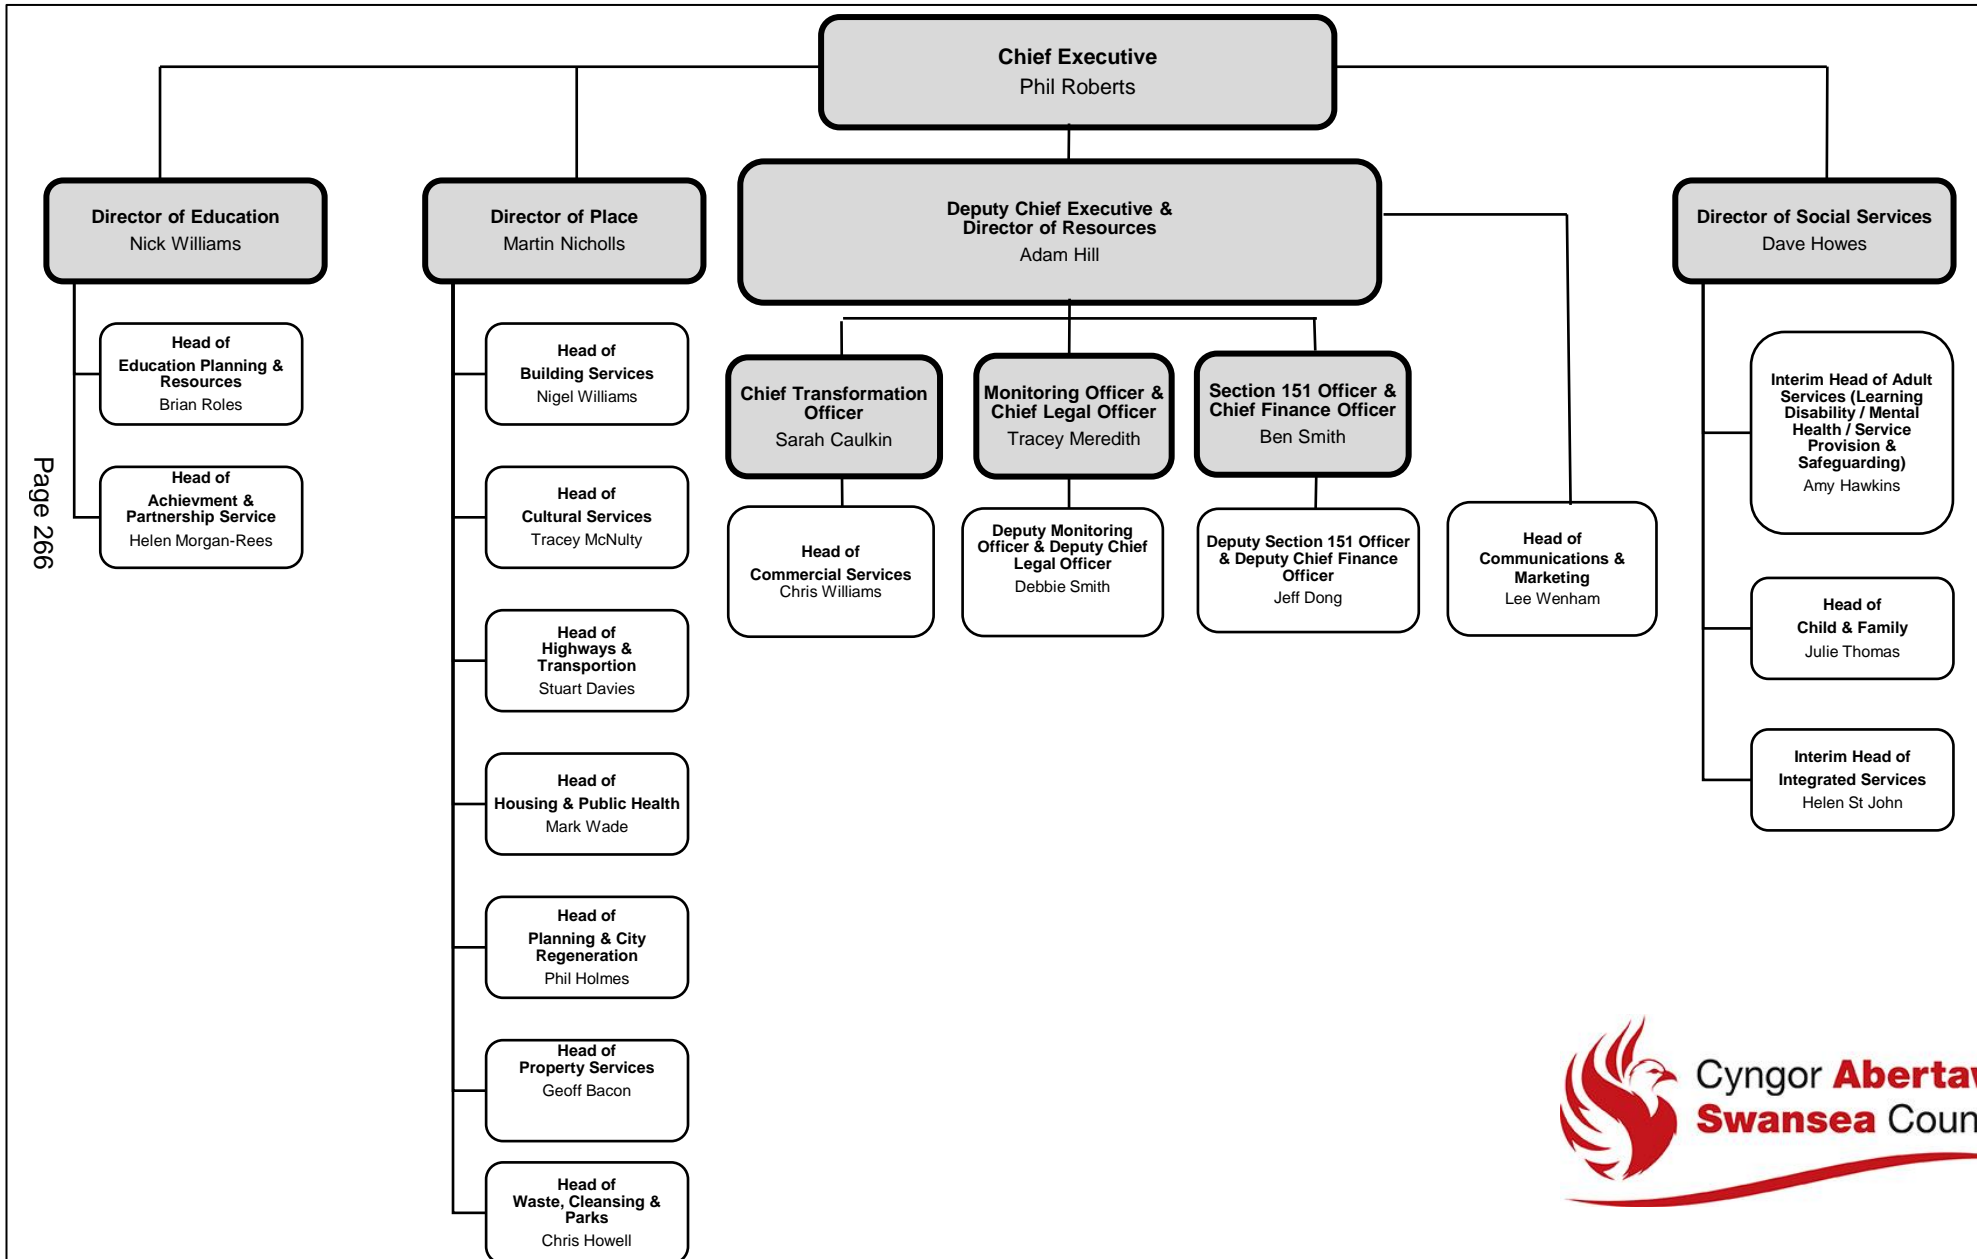 Chief Executive
Phil Roberts
Director of Education
Nick Williams
Director of Place
Martin Nicholls
Deputy Chief Executive &
Director of Resources
Adam Hill
Director of Social Services
Dave Howes
Head of
Education Planning &
Resources
Brian Roles
Head of
Achievment &
Partnership Service
Helen Morgan-Rees
Head of
Building Services
Nigel Williams
Head of
Cultural Services
Tracey McNulty
Head of
Highways &
Transportion
Stuart Davies
Head of
Housing & Public Health
Mark Wade
Head of
Planning & City
Regeneration
Phil Holmes
Head of
Property Services
Geoff Bacon
Head of
Waste, Cleansing &
Parks
Chris Howell
Chief Transformation
Officer
Sarah Caulkin
Monitoring Officer &
Chief Legal Officer
Tracey Meredith
Section 151 Officer &
Chief Finance Officer
Ben Smith
Head of
Commercial Services
Chris Williams
Deputy Monitoring
Officer & Deputy Chief
Legal Officer
Debbie Smith
Deputy Section 151 Officer
& Deputy Chief Finance
Officer
Jeff Dong
Head of
Communications &
Marketing
Lee Wenham
Interim Head of Adult
Services (Learning
Disability / Mental
Health / Service
Provision &
Safeguarding)
Amy Hawkins
Head of
Child & Family
Julie Thomas
Interim Head of
Integrated Services
Helen St John
Page 266
Cyngor
Swansea